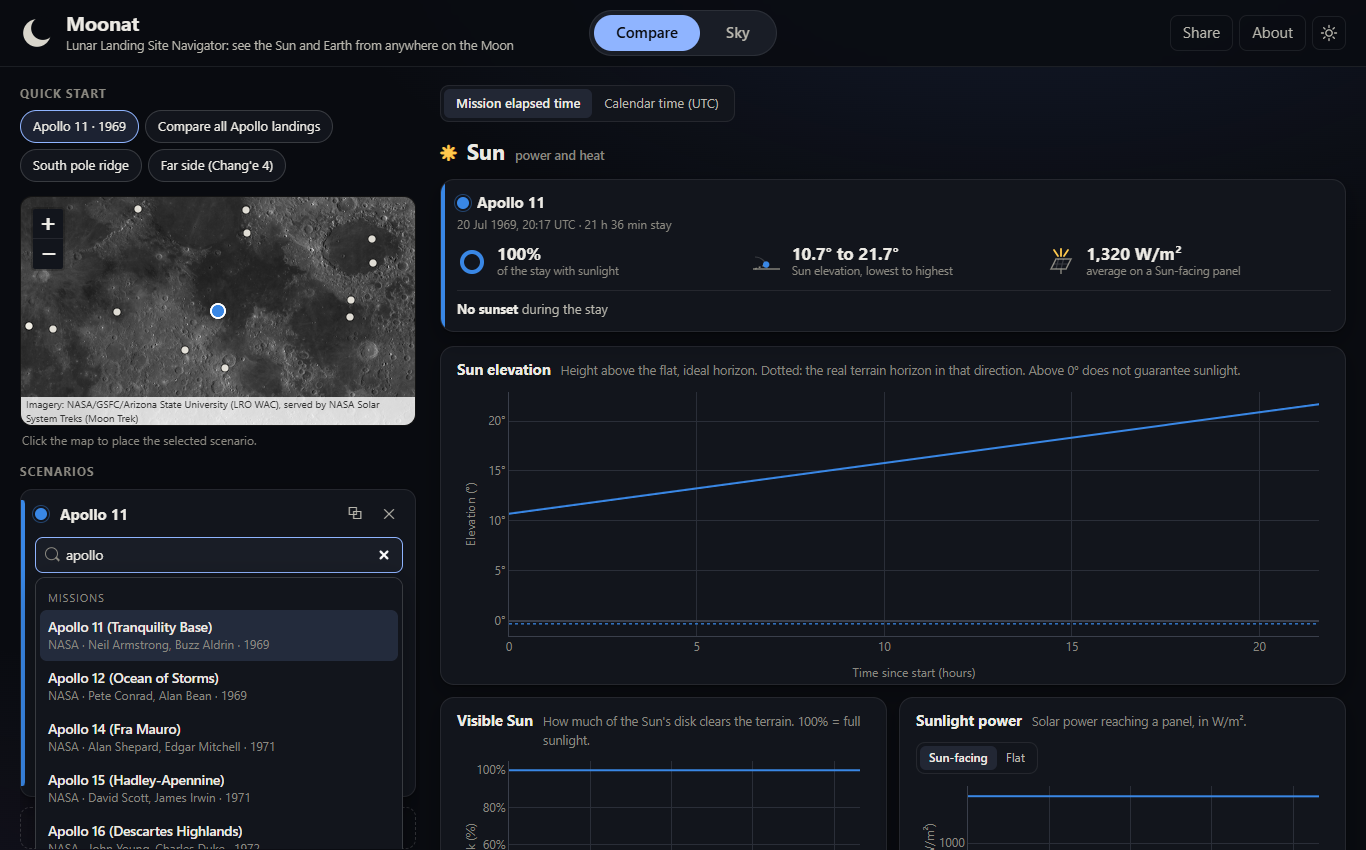 Moonat
Lunar Landing Site Navigator: see the Sun and Earth from anywhere on the Moon
Compare
Sky
Share
About
QUICK START
Apollo 11 · 1969
Compare all Apollo landings
South pole ridge
Far side (Chang'e 4)
+
−
Imagery: NASA/GSFC/Arizona State University (LRO WAC), served by NASA Solar
System Treks (Moon Trek)
Click the map to place the selected scenario.
SCENARIOS
Apollo 11
apollo
MISSIONS
Apollo 11 (Tranquility Base)
NASA · Neil Armstrong, Buzz Aldrin · 1969
Apollo 12 (Ocean of Storms)
NASA · Pete Conrad, Alan Bean · 1969
Apollo 14 (Fra Mauro)
NASA · Alan Shepard, Edgar Mitchell · 1971
Apollo 15 (Hadley-Apennine)
NASA · David Scott, James Irwin · 1971
Apollo 16 (Descartes Highlands)
NASA · John Young, Charles Duke · 1972
Mission elapsed time
Calendar time (UTC)
Sun power and heat
Apollo 11
20 Jul 1969, 20:17 UTC · 21 h 36 min stay
100%
of the stay with sunlight
10.7° to 21.7°
Sun elevation, lowest to highest
1,320 W/m²
average on a Sun-facing panel
No sunset during the stay
Sun elevation Height above the flat, ideal horizon. Dotted: the real terrain horizon in that direction. Above 0° does not guarantee sunlight.
20°
15°
10°
5°
0°
Elevation (°)
0 5 10 15 20
Time since start (hours)
Visible Sun How much of the Sun's disk clears the terrain. 100% = full
sunlight.
100%
80%
60%
Sunlight power Solar power reaching a panel, in W/m².
Sun-facing
Flat
1000